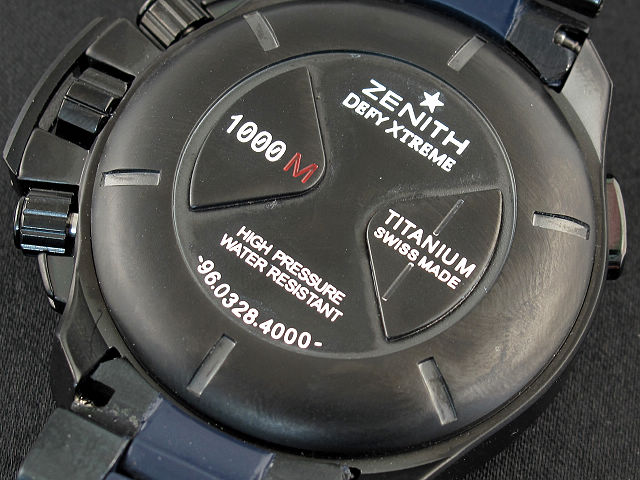 ZENITH
DEFY XTREME
1000 M
TITANIUM
SWISS MADE
HIGH PRESSURE
WATER RESISTANT
-96.0328.4000-